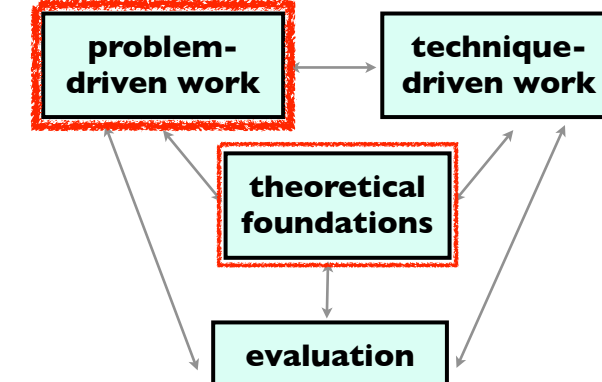 problem-
driven work
technique-
driven work
theoretical
foundations
evaluation